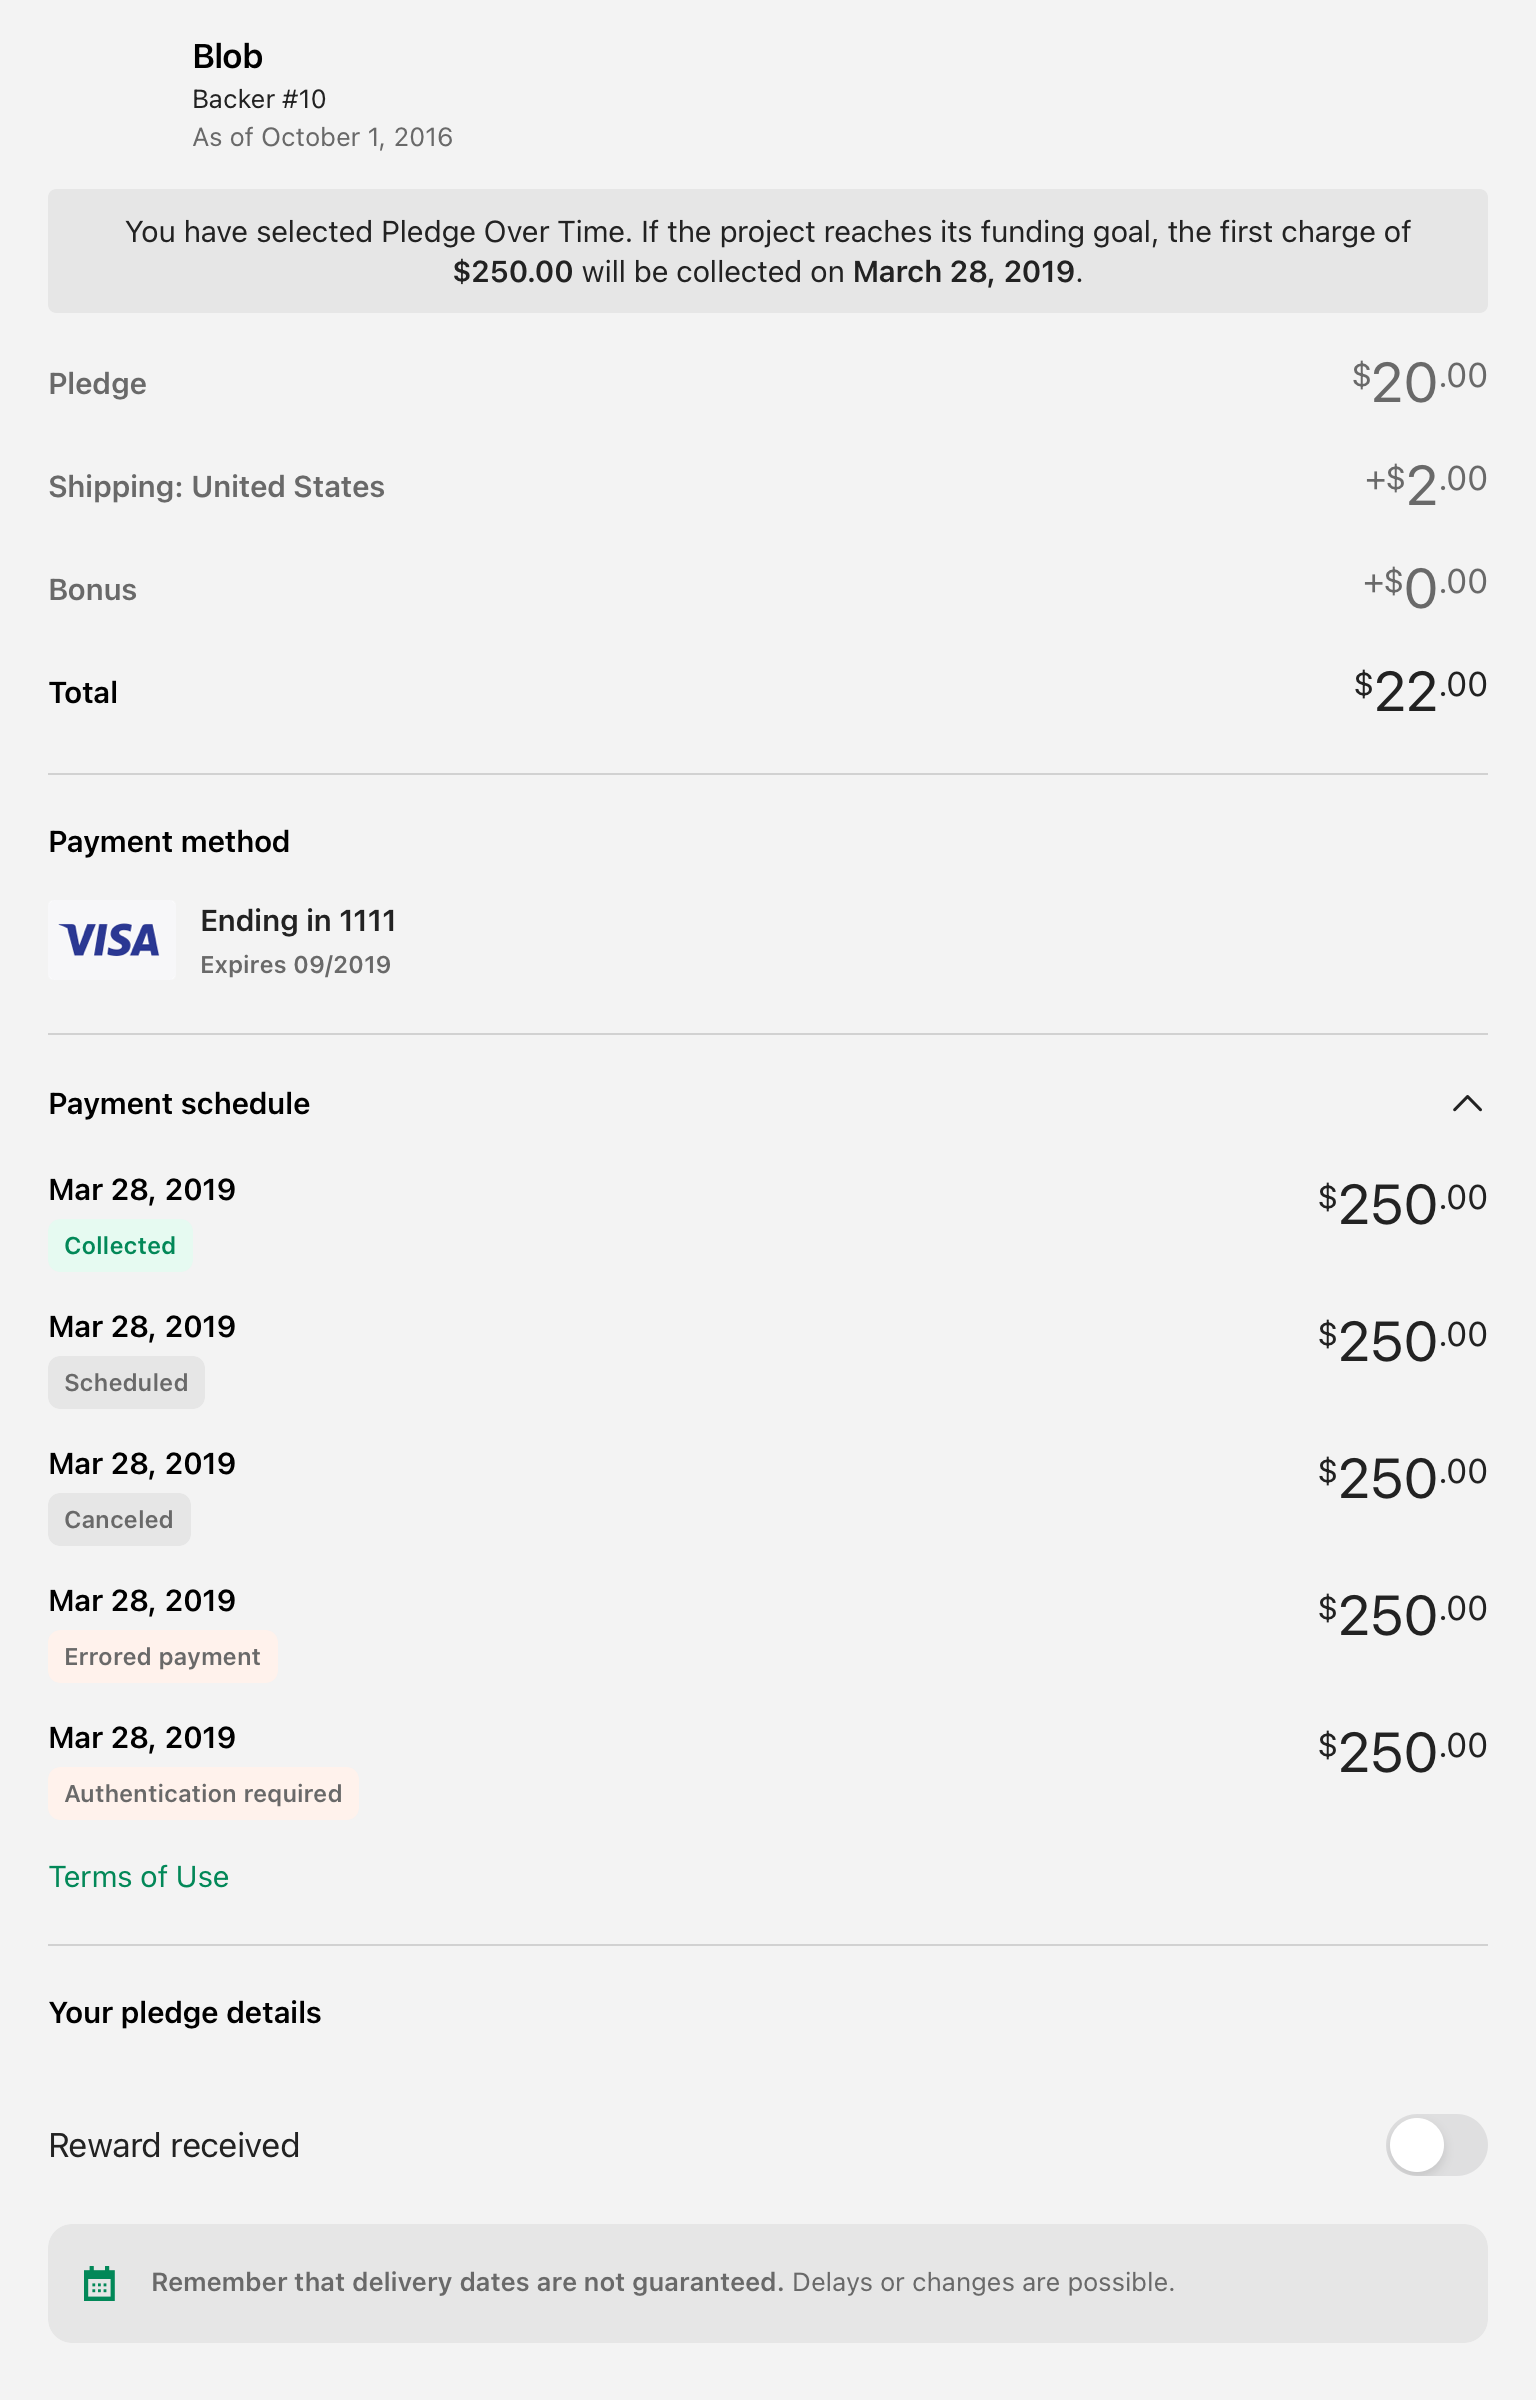 Blob
Backer #10
As of October 1, 2016
You have selected Pledge Over Time. If the project reaches its funding goal, the first charge of
$250.00 will be collected on March 28, 2019.
Pledge $20.00
Shipping: United States +$2.00
Bonus +$0.00
Total $22.00
Payment method
VISA
Ending in 1111
Expires 09/2019
Payment schedule
Mar 28, 2019 $250.00
Collected
Mar 28, 2019 $250.00
Scheduled
Mar 28, 2019 $250.00
Canceled
Mar 28, 2019 $250.00
Errored payment
Mar 28, 2019 $250.00
Authentication required
Terms of Use
Your pledge details
Reward received
Remember that delivery dates are not guaranteed. Delays or changes are possible.